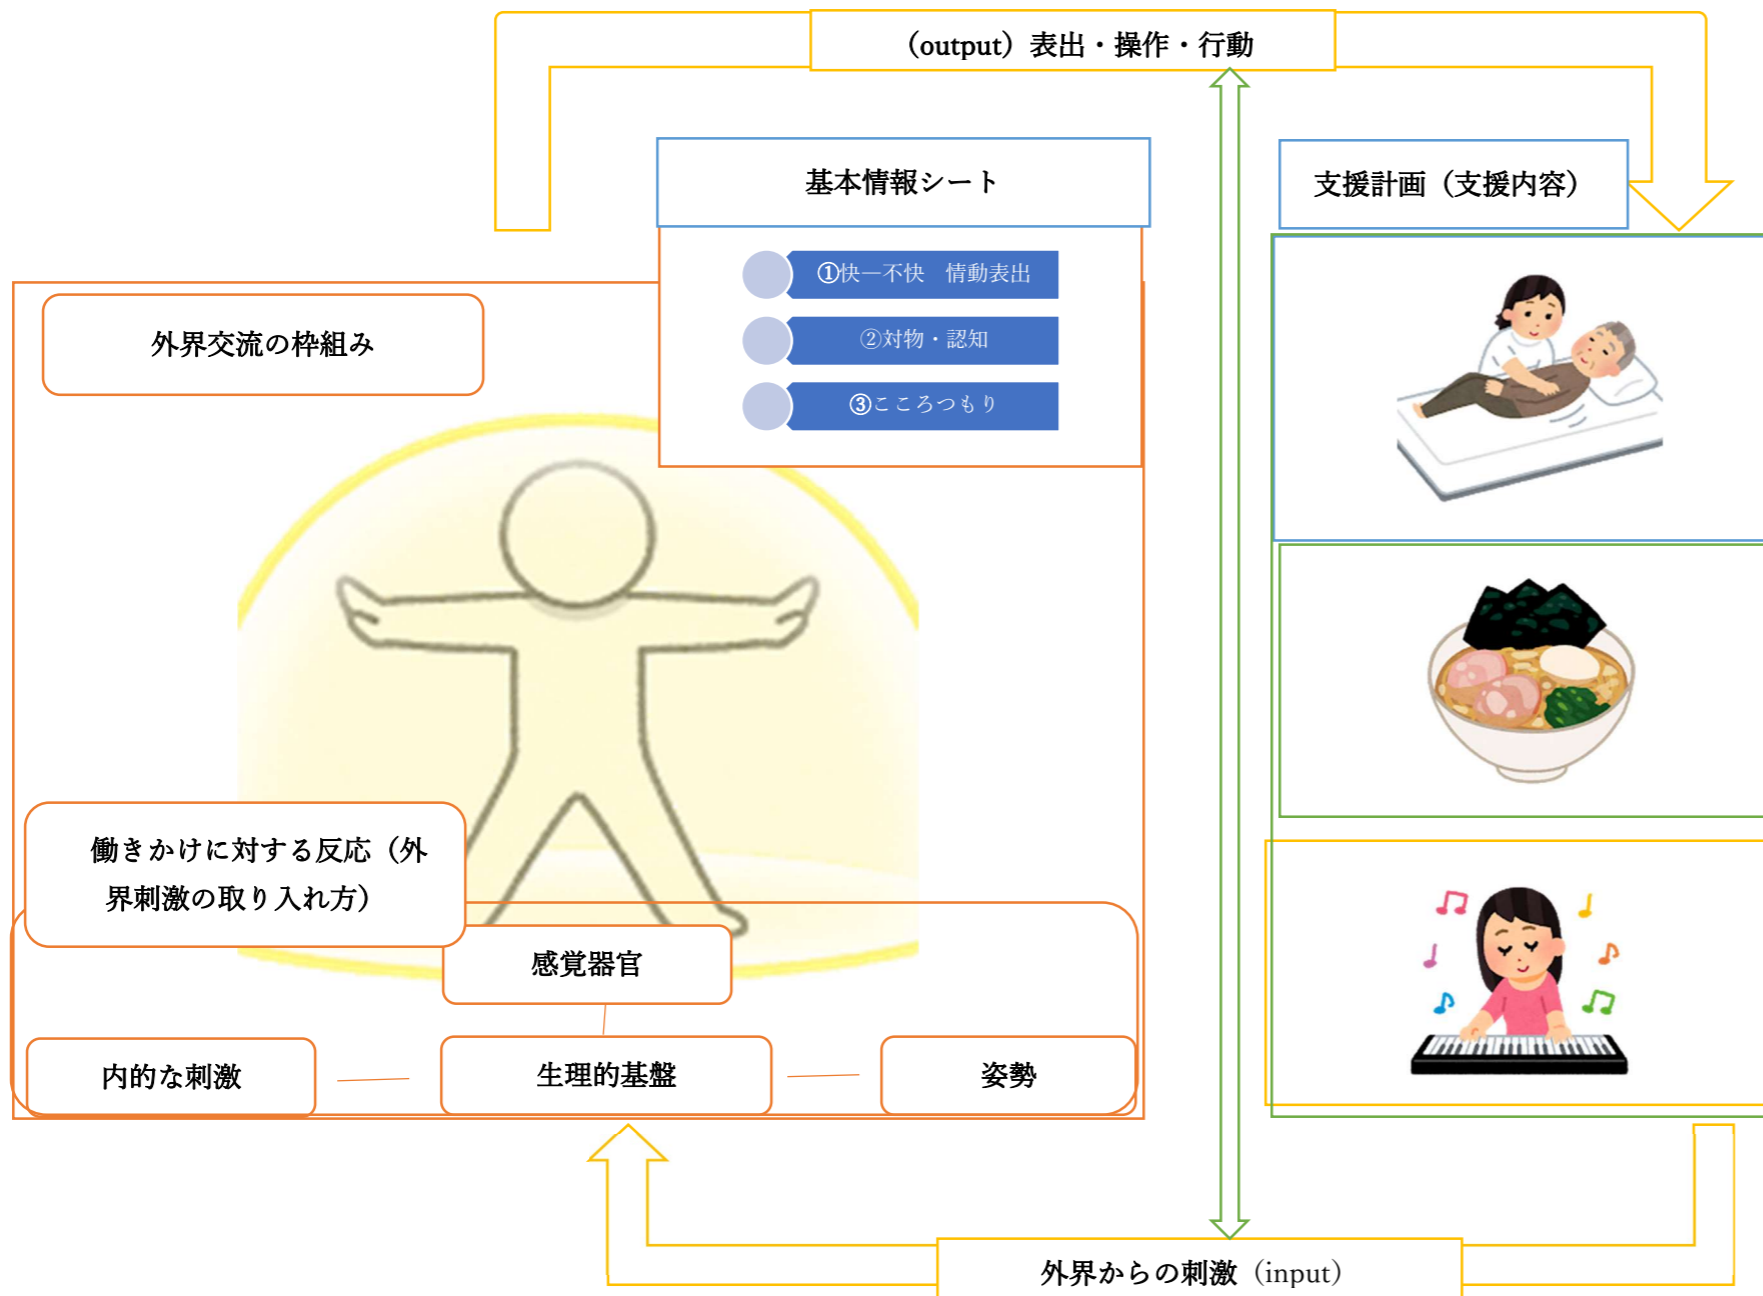 （output）表出・操作・行動
基本情報シート
支援計画（支援内容）
①快―不快　情動表出
②対物・認知
③こころつもり
外界交流の枠組み
働きかけに対する反応（外
界刺激の取り入れ方）
感覚器官
内的な刺激
生理的基盤
姿勢
外界からの刺激（input）